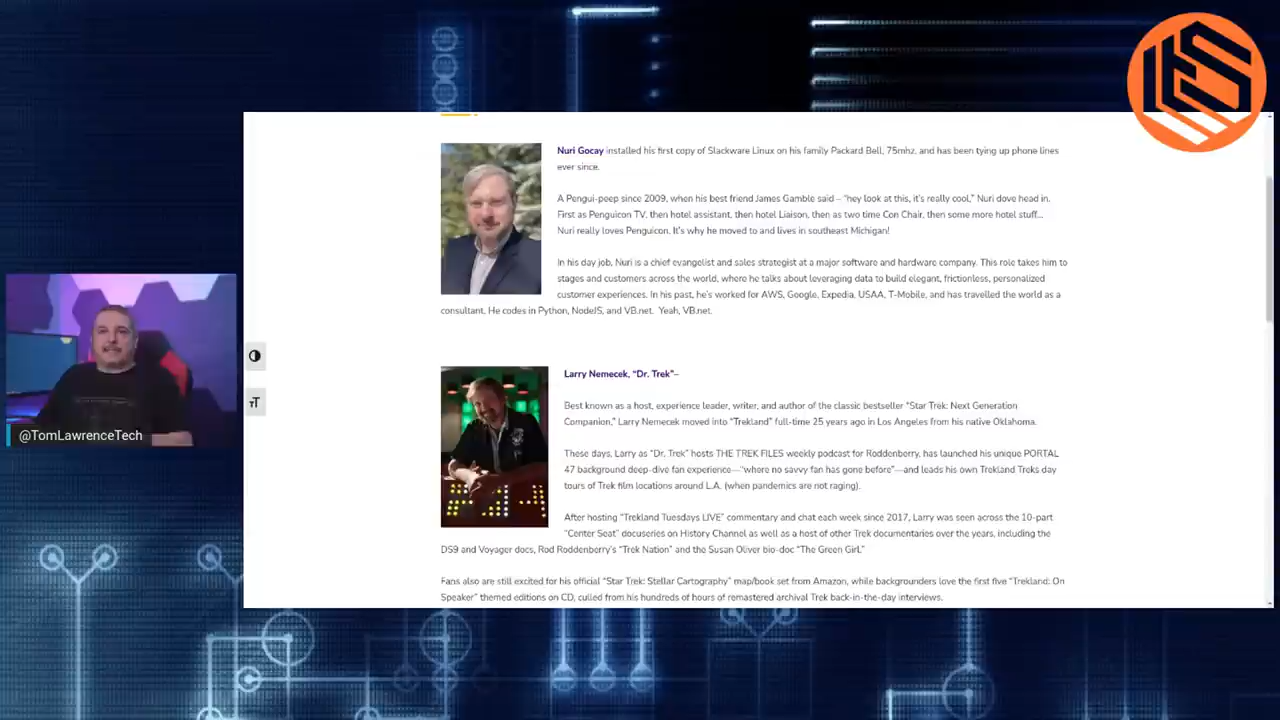 Nuri Gocay installed his first copy of Slackware Linux on his family Packard Bell, 75mhz, and has been tying up phone lines
ever since.
A Pengui-peep since 2009, when his best friend James Gamble said – “hey look at this, it’s really cool,” Nuri dove head in.
First as Penguicon TV, then hotel assistant, then hotel Liaison, then as two time Con Chair, then some more hotel stuff…
Nuri really loves Penguicon. It’s why he moved to and lives in southeast Michigan!
In his day job, Nuri is a chief evangelist and sales strategist at a major software and hardware company. This role takes him to
stages and customers across the world, where he talks about leveraging data to build elegant, frictionless, personalized
customer experiences. In his past, he’s worked for AWS, Google, Expedia, USAA, T-Mobile, and has travelled the world as a
consultant. He codes in Python, NodeJS, and VB.net. Yeah, VB.net.
Larry Nemecek, “Dr. Trek”–
Best known as a host, experience leader, writer, and author of the classic bestseller “Star Trek: Next Generation
Companion,” Larry Nemecek moved into “Trekland” full-time 25 years ago in Los Angeles from his native Oklahoma.
These days, Larry as “Dr. Trek” hosts THE TREK FILES weekly podcast for Roddenberry, has launched his unique PORTAL
47 background deep-dive fan experience—“where no savvy fan has gone before”—and leads his own Trekland Treks day
tours of Trek film locations around L.A. (when pandemics are not raging).
After hosting “Trekland Tuesdays LIVE” commentary and chat each week since 2017, Larry was seen across the 10-part
“Center Seat” docuseries on History Channel as well as a host of other Trek documentaries over the years, including the
DS9 and Voyager docs, Rod Roddenberry’s “Trek Nation” and the Susan Oliver bio-doc “The Green Girl.”
Fans also are still excited for his official “Star Trek: Stellar Cartography” map/book set from Amazon, while backgrounders love the first five “Trekland: On
Speaker” themed editions on CD, culled from his hundreds of hours of remastered archival Trek back-in-the-day interviews.
@TomLawrenceTech